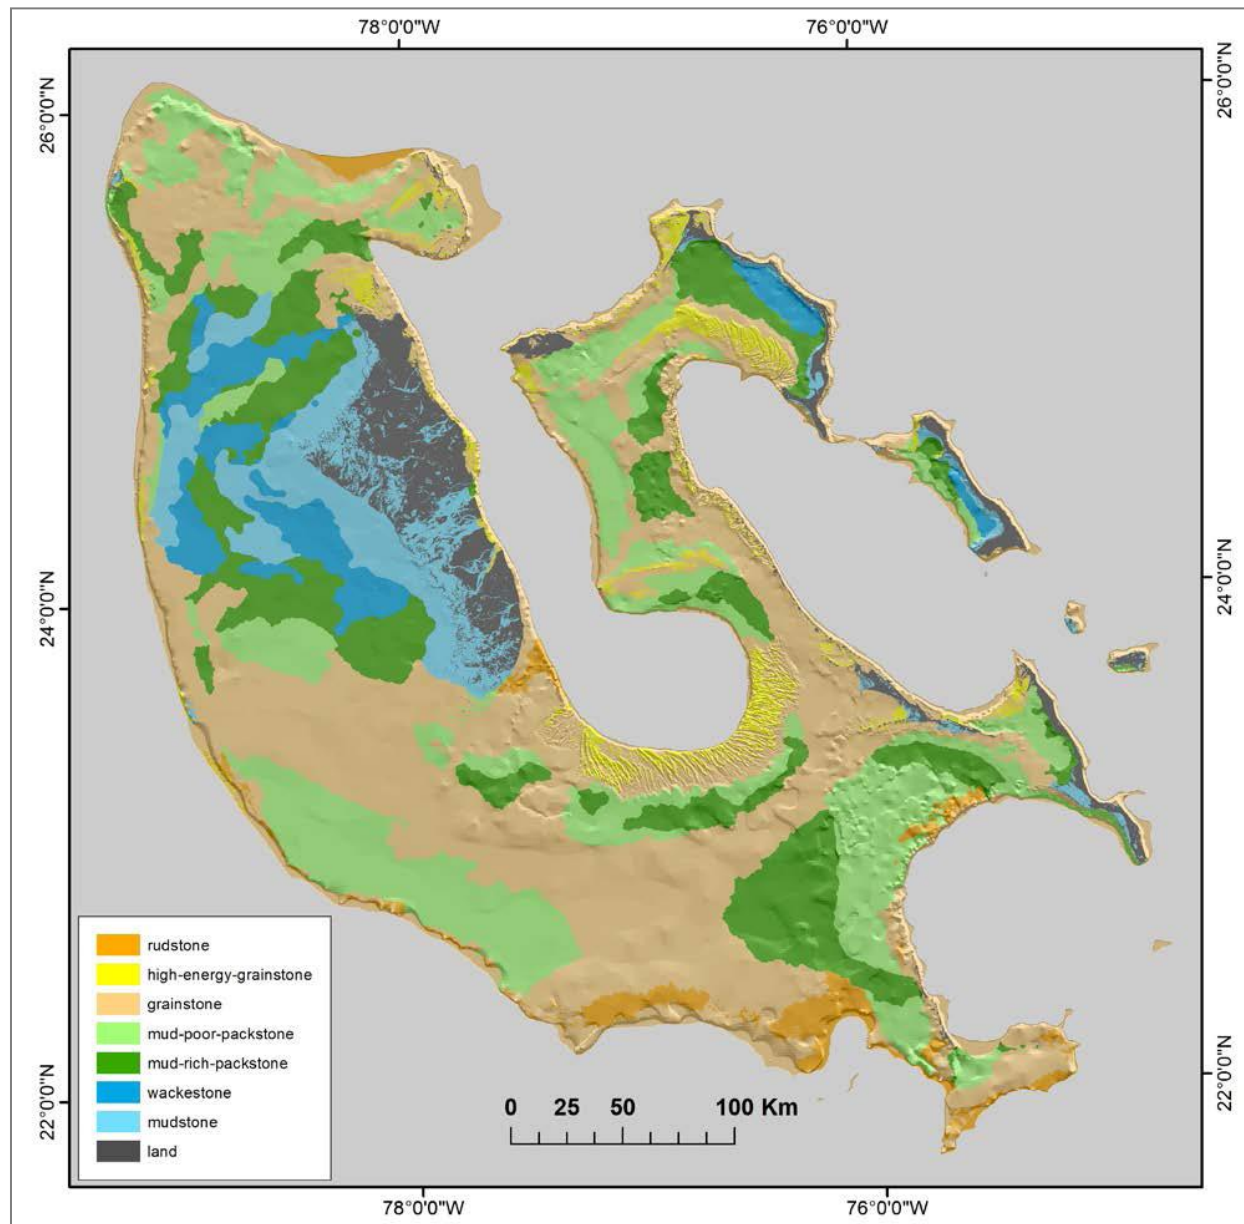 78°0'0"W 76°0'0"W
26°0'0"N 26°0'0"N
24°0'0"N 24°0'0"N
22°0'0"N 22°0'0"N
rudstone
high-energy-grainstone
grainstone
mud-poor-packstone
mud-rich-packstone
wackestone
mudstone
land
0 25 50 100 Km
78°0'0"W 76°0'0"W